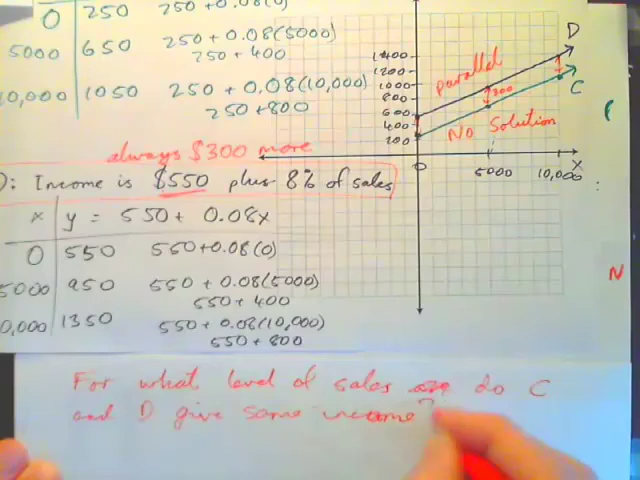 0 250 250 + 0.08(0)
5000 650 250 + 0.08(5000)
250 + 400
10,000 1050 250 + 0.08(10,000)
250 + 800
always $300 more
D: Income is $550 plus 8% of sales
x y = 550 + 0.08x
0 550 550 + 0.08(0)
5000 950 550 + 0.08(5000)
550 + 400
0,000 1350 550 + 0.08(10,000)
550 + 800
D
1400
1200
1000
800
600
400
200
parallel
300
C
No Solution
0 5000 10,000 X
N
For what level of sales do C
and D give same income?